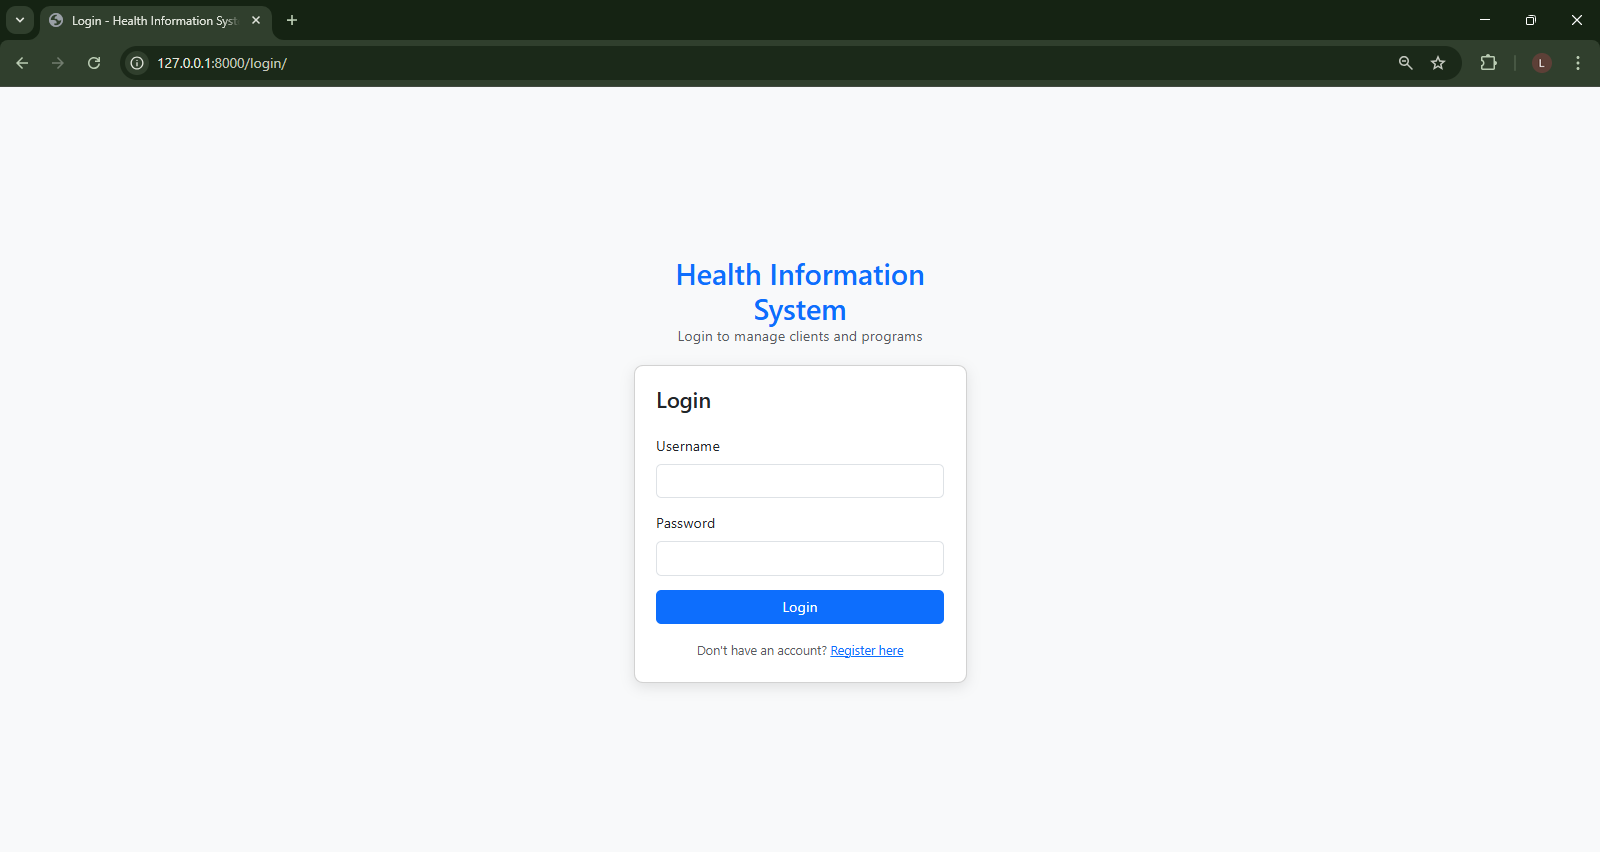 Login - Health Information Syst
127.0.0.1:8000/login/
L
Health Information
System
Login to manage clients and programs
Login
Username
Password
Login
Don't have an account? Register here